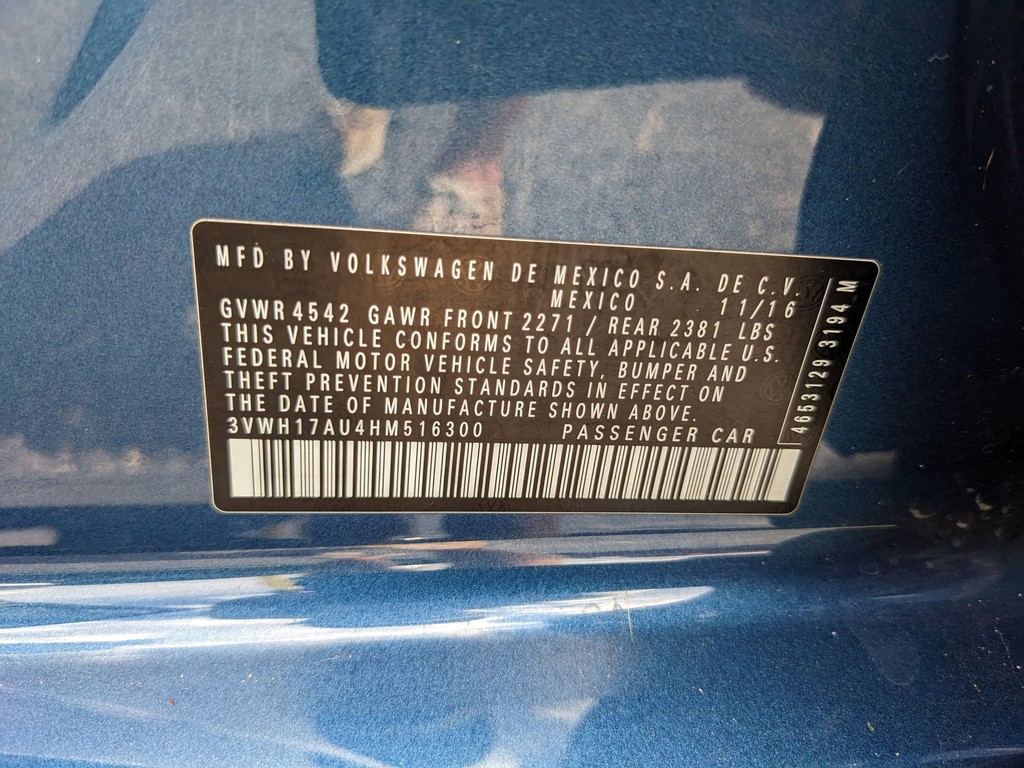 MFD BY VOLKSWAGEN DE MEXICO S.A. DE C.V.
MEXICO 11/16
GVWR 4542 GAWR FRONT 2271 / REAR 2381 LBS
THIS VEHICLE CONFORMS TO ALL APPLICABLE U.S.
FEDERAL MOTOR VEHICLE SAFETY, BUMPER AND
THEFT PREVENTION STANDARDS IN EFFECT ON
THE DATE OF MANUFACTURE SHOWN ABOVE.
3VWH17AU4HM516300 PASSENGER CAR
4653129 3194 M